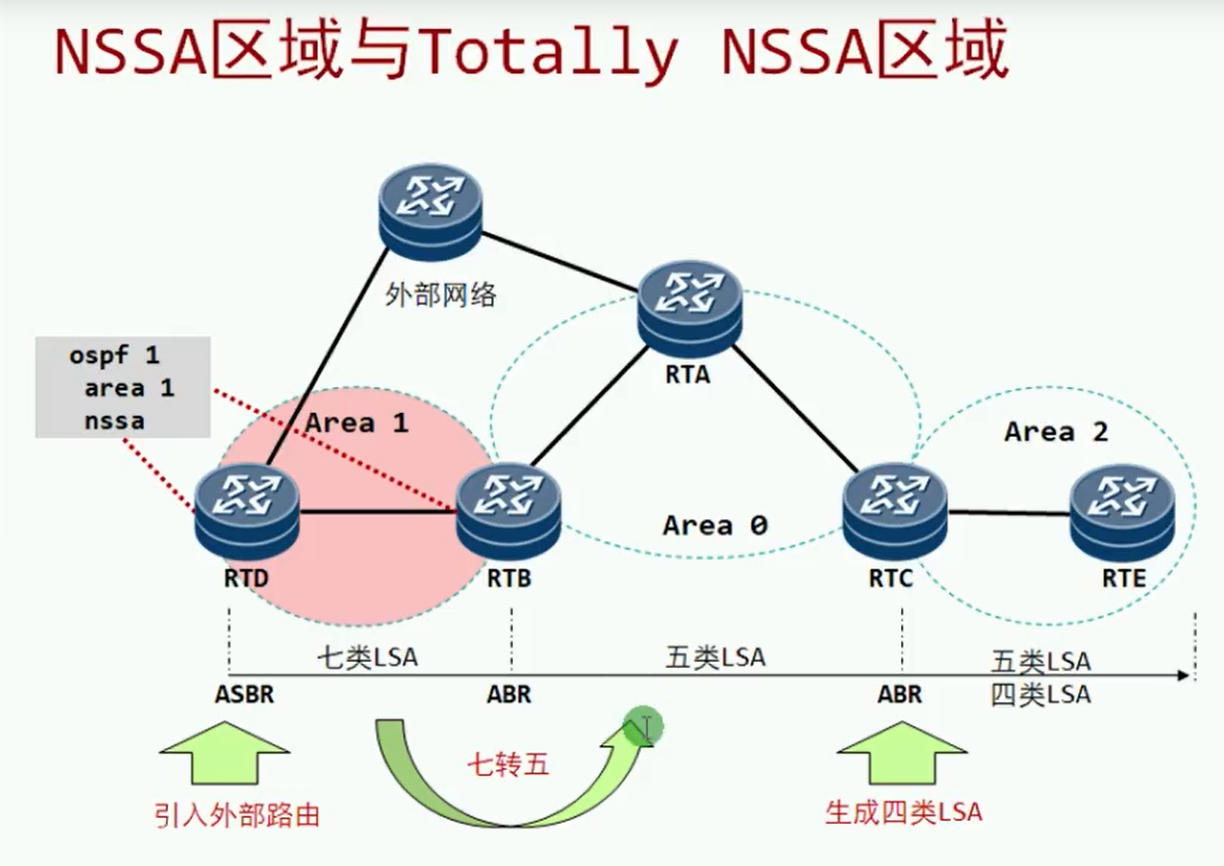 NSSA区域与Totally NSSA区域
外部网络
RTA
ospf 1
area 1
nssa
Area 1
Area 2
Area 0
RTD
RTB
RTC
RTE
七类LSA
五类LSA
五类LSA
四类LSA
ASBR
ABR
ABR
七转五
引入外部路由
生成四类LSA